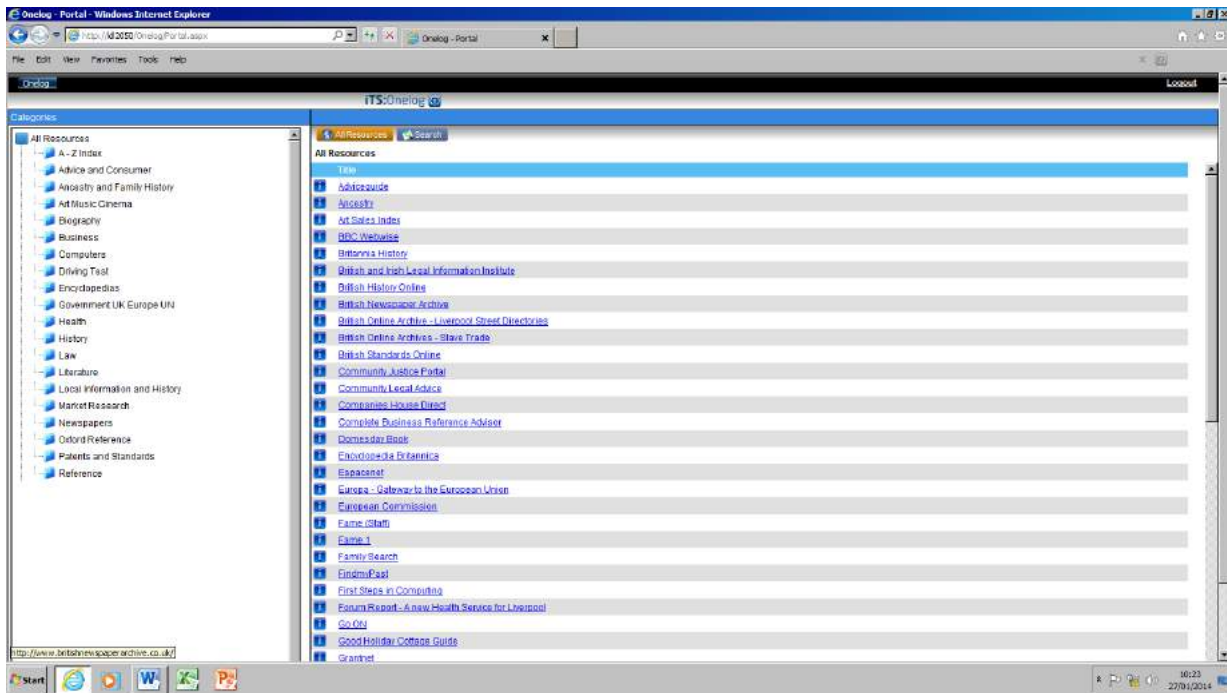 Onelog - Portal - Windows Internet Explorer
Onelog - Portal
File Edit View Favorites Tools Help
Onelog
Logout
iTS:Onelog
Categories
All Resources
A - Z Index
Advice and Consumer
Ancestry and Family History
Art Music Cinema
Biography
Business
Computers
Driving Test
Encyclopedias
Government UK Europe UN
Health
History
Law
Literature
Local Information and History
Market Research
Newspapers
Oxford Reference
Patents and Standards
Reference
All Resources Search
All Resources
Title
Adviceguide
Ancestry
Art Sales Index
BBC Webwise
Britannia History
British and Irish Legal Information Institute
British History Online
British Newspaper Archive
British Online Archive - Liverpool Street Directories
British Online Archives - Slave Trade
British Standards Online
Community Justice Portal
Community Legal Advice
Companies House Direct
Complete Business Reference Advisor
Domesday Book
Encyclopedia Britannica
Espacenet
Europa - Gateway to the European Union
European Commission
Fame (Staff)
Fame 1
Family Search
FindmyPast
First Steps in Computing
Forum Report - A new Health Service for Liverpool
Go ON
Good Holiday Cottage Guide
Grantnet
http://www.britishnewspaperarchive.co.uk/
Start
10:23
27/01/2014